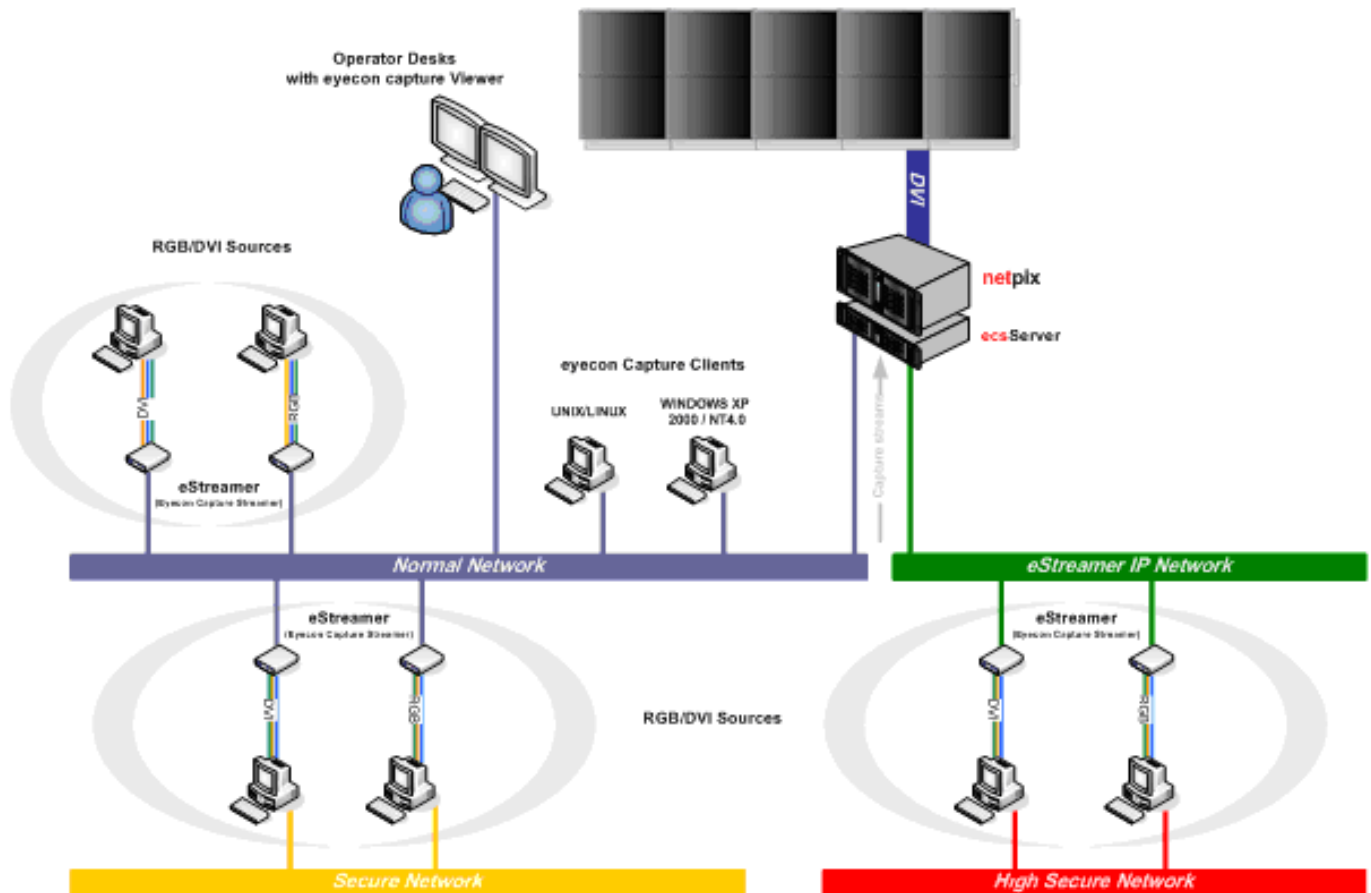 Operator Desks
with eyecon capture Viewer
DVI
RGB/DVI Sources
netpix
ecsServer
DVI
RGB
eyecon Capture Clients
UNIX/LINUX
WINDOWS XP
2000 / NT4.0
Capture streams
eStreamer
(Eyecon Capture Streamer)
Normal Network
eStreamer IP Network
eStreamer
(Eyecon Capture Streamer)
DVI
RGB
RGB/DVI Sources
eStreamer
(Eyecon Capture Streamer)
DVI
RGB
Secure Network
High Secure Network